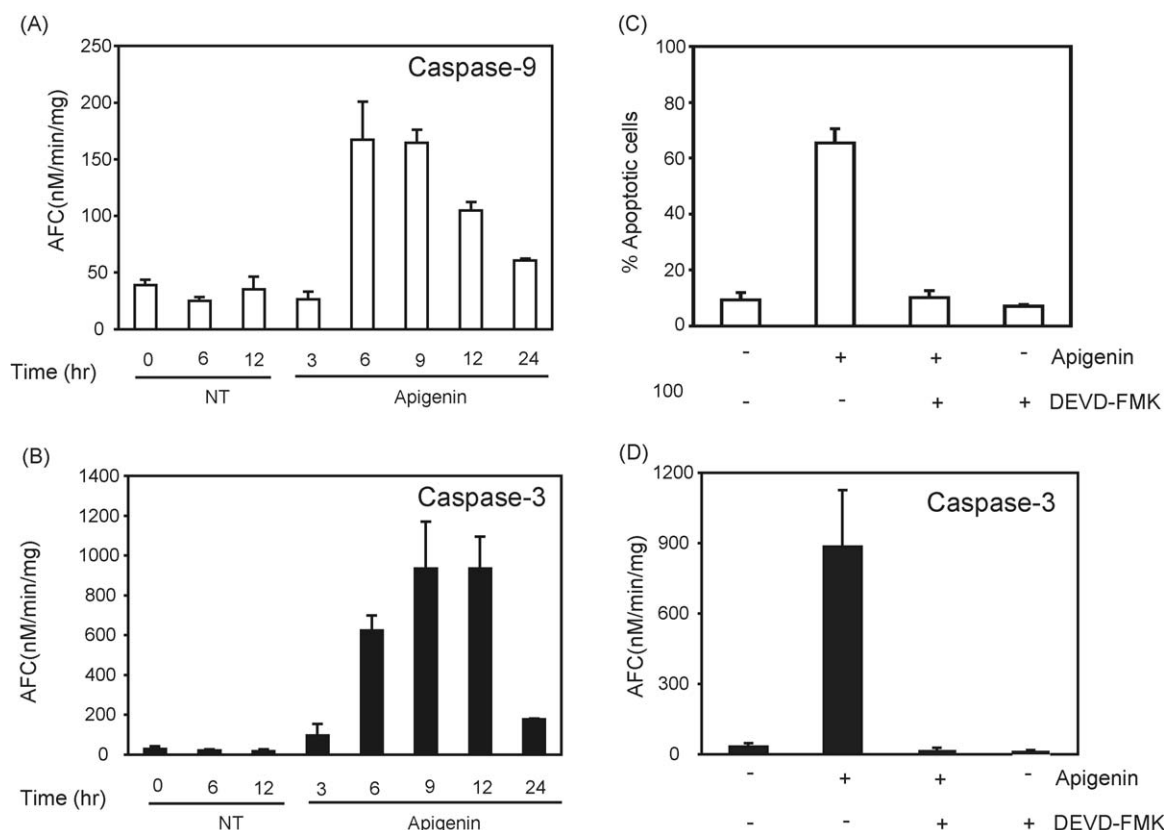 (A)
Caspase-9
AFC(nM/min/mg)
250
200
150
100
50
0
Time (hr) 0 6 12 3 6 9 12 24
NT Apigenin
(B)
Caspase-3
AFC(nM/min/mg)
1400
1200
1000
800
600
400
200
0
Time (hr) 0 6 12 3 6 9 12 24
NT Apigenin
(C)
% Apoptotic cells
100
80
60
40
20
0
- + + - Apigenin
100
- - + + DEVD-FMK
(D)
Caspase-3
AFC(nM/min/mg)
1200
900
600
300
0
- + + - Apigenin
- - + + DEVD-FMK